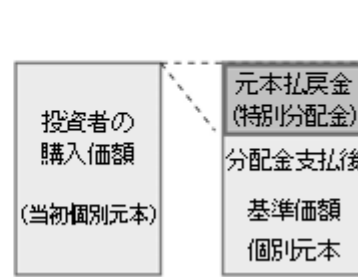 投資者の
購入価額
(当初個別元本)
元本払戻金
(特別分配金)
分配金支払後
基準価額
個別元本